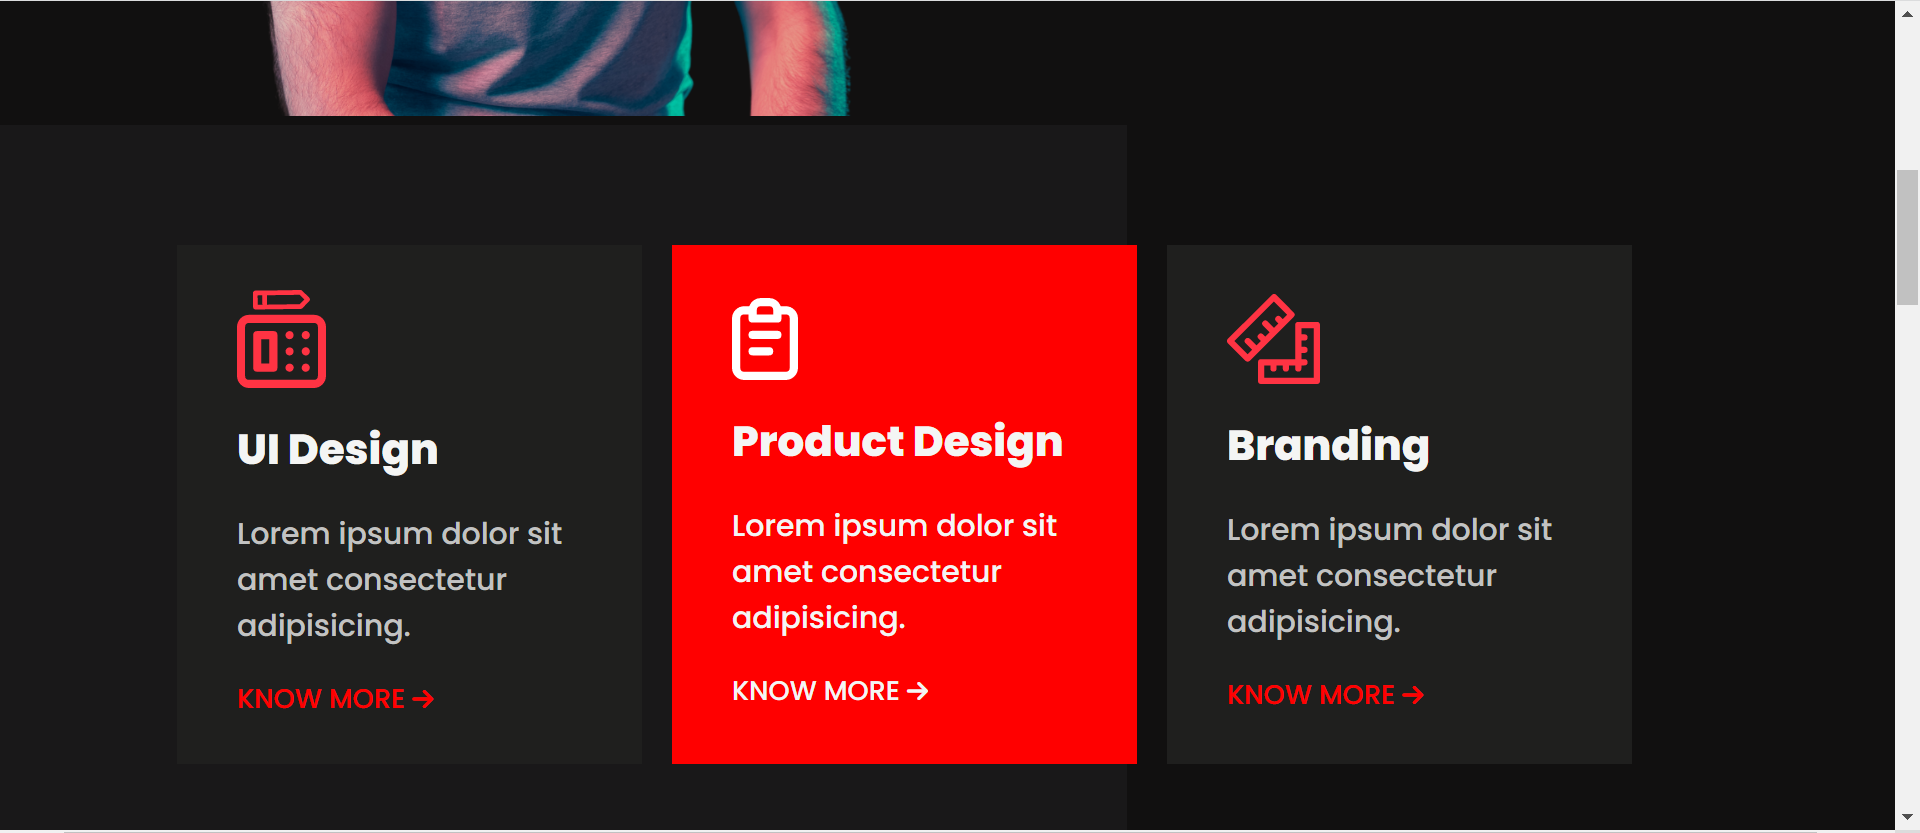 UI Design
Lorem ipsum dolor sit
amet consectetur
adipisicing.
KNOW MORE →
Product Design
Lorem ipsum dolor sit
amet consectetur
adipisicing.
KNOW MORE →
Branding
Lorem ipsum dolor sit
amet consectetur
adipisicing.
KNOW MORE →